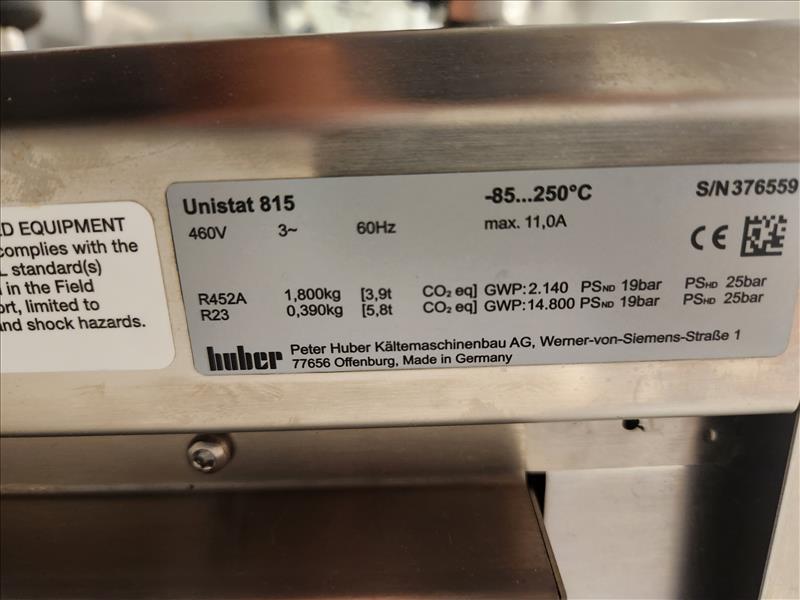 D EQUIPMENT
complies with the
L standard(s)
d in the Field
ort, limited to
nd shock hazards.
Unistat 815 -85...250°C S/N 376559
460V 3~ 60Hz max. 11,0A CE
R452A 1,800kg [3,9t CO₂ eq] GWP:2.140 PSND 19bar PSHD 25bar
R23 0,390kg [5,8t CO₂ eq] GWP:14.800 PSND 19bar PSHD 25bar
huber Peter Huber Kältemaschinenbau AG, Werner-von-Siemens-Straße 1
77656 Offenburg, Made in Germany